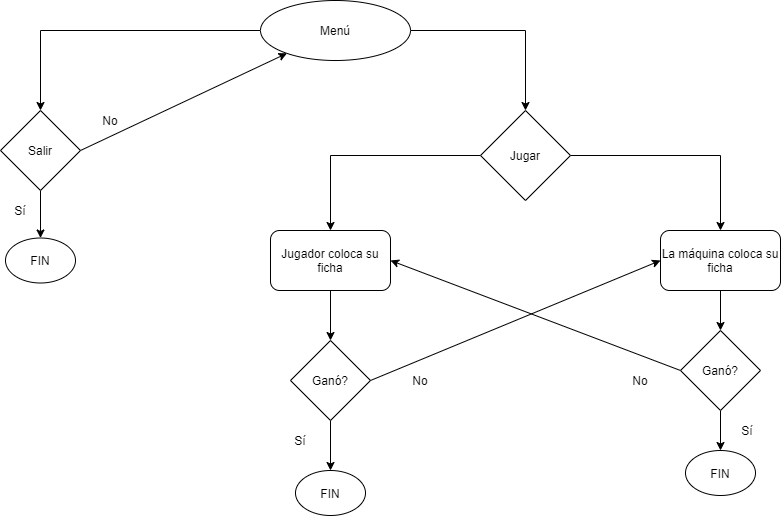 Menú
No
Salir
Jugar
Sí
FIN
Jugador coloca su
ficha
La máquina coloca su
ficha
Ganó?
No
No
Ganó?
Sí
Sí
FIN
FIN